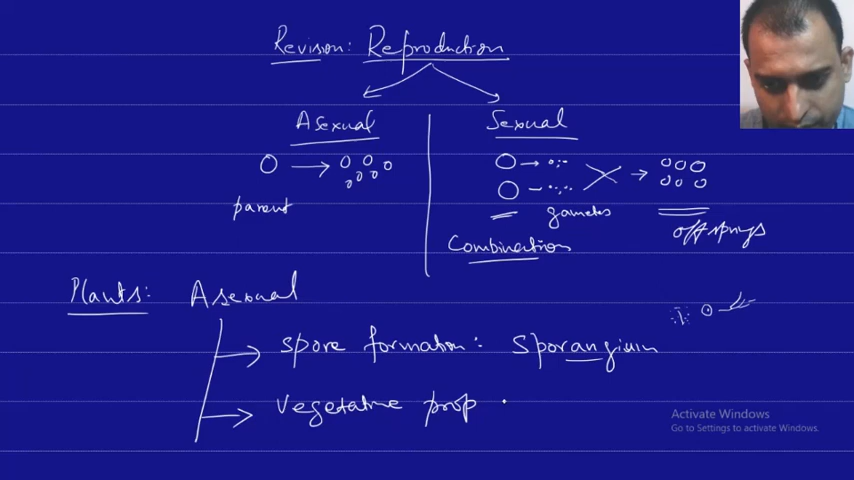 Revision: Reproduction
Asexual
Sexual
parent
gametes
offsprings
Combination
Plants: Asexual
spore formation: Sporangium
Vegetative prop
Activate Windows
Go to Settings to activate Windows.